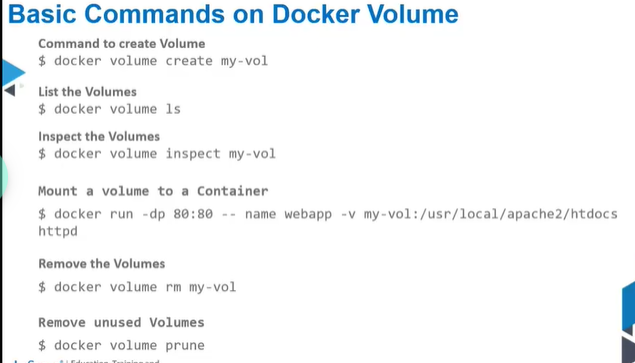 Basic Commands on Docker Volume
Command to create Volume
$ docker volume create my-vol
List the Volumes
$ docker volume ls
Inspect the Volumes
$ docker volume inspect my-vol
Mount a volume to a Container
$ docker run -dp 80:80 -- name webapp -v my-vol:/usr/local/apache2/htdocs
httpd
Remove the Volumes
$ docker volume rm my-vol
Remove unused Volumes
$ docker volume prune